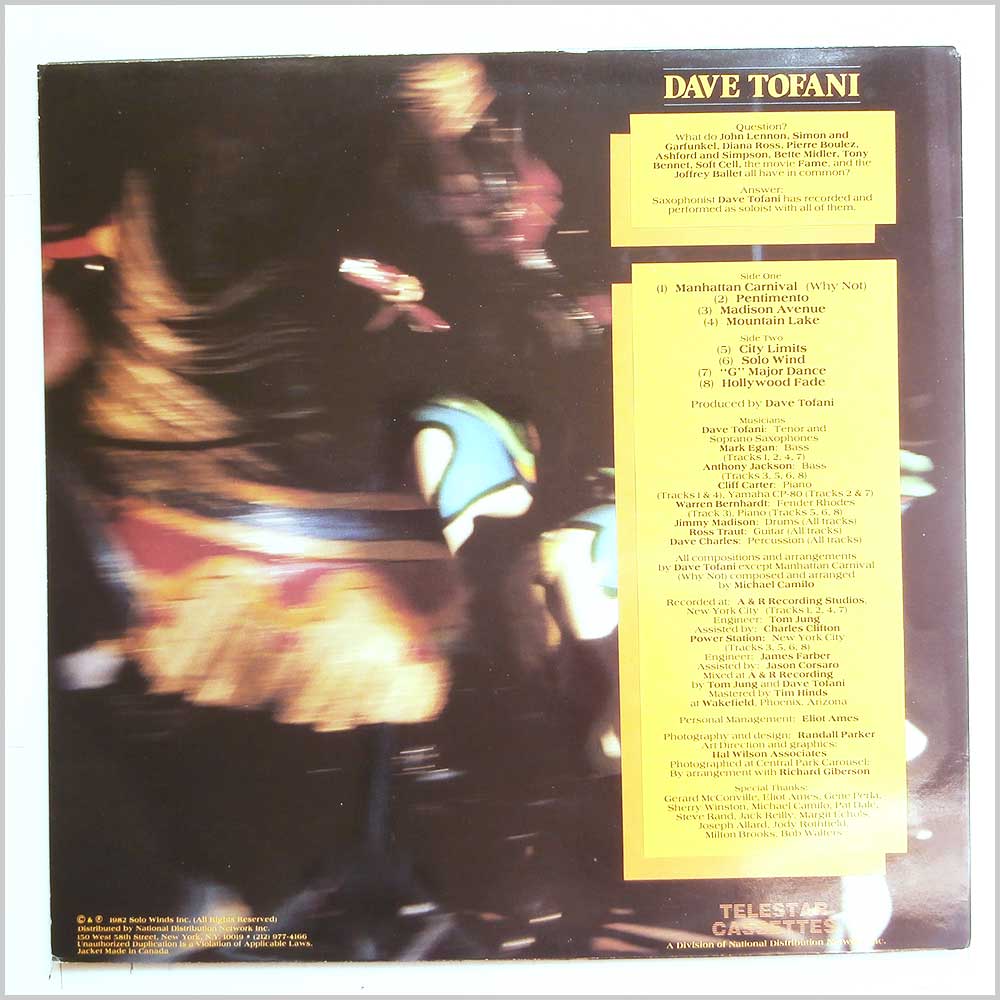 DAVE TOFANI
Question?
What do John Lennon, Simon and
Garfunkel, Diana Ross, Pierre Boulez,
Ashford and Simpson, Bette Midler, Tony
Bennet, Soft Cell, the movie Fame, and the
Joffrey Ballet all have in common?
Answer:
Saxophonist Dave Tofani has recorded and
performed as soloist with all of them.
Side One
(1) Manhattan Carnival (Why Not)
(2) Pentimento
(3) Madison Avenue
(4) Mountain Lake
Side Two
(5) City Limits
(6) Solo Wind
(7) "G" Major Dance
(8) Hollywood Fade
Produced by Dave Tofani
Musicians
Dave Tofani: Tenor and
Soprano Saxophones
Mark Egan: Bass
(Tracks 1, 2, 4, 7)
Anthony Jackson: Bass
(Tracks 3, 5, 6, 8)
Cliff Carter: Piano
(Tracks 1 & 4), Yamaha CP-80 (Tracks 2 & 7)
Warren Bernhardt: Fender Rhodes
(Track 3), Piano (Tracks 5, 6, 8)
Jimmy Madison: Drums (All tracks)
Ross Traut: Guitar (All tracks)
Dave Charles: Percussion (All tracks)
All compositions and arrangements
by Dave Tofani except Manhattan Carnival
(Why Not) composed and arranged
by Michael Camilo
Recorded at: A & R Recording Studios,
New York City (Tracks 1, 2, 4, 7)
Engineer: Tom Jung
Assisted by: Charles Clifton
Power Station: New York City
(Tracks 3, 5, 6, 8)
Engineer: James Farber
Assisted by: Jason Corsaro
Mixed at A & R Recording
by Tom Jung and Dave Tofani
Mastered by Tim Hinds
at Wakefield, Phoenix, Arizona
Personal Management: Eliot Ames
Photography and design: Randall Parker
Art Direction and graphics:
Hal Wilson Associates
Photographed at Central Park Carousel:
By arrangement with Richard Giberson
Special Thanks:
Gerard McConville, Eliot Ames, Gene Perla,
Sherry Winston, Michael Camilo, Pat Dale,
Steve Rand, Jack Reilly, Margit Echols,
Joseph Allard, Jody Rothfield,
Milton Brooks, Bob Walters
© & ℗ 1982 Solo Winds Inc. (All Rights Reserved)
Distributed by National Distribution Network Inc.
150 West 58th Street, New York, N.Y. 10019 • (212) 977-4166
Unauthorized Duplication is a Violation of Applicable Laws.
Jacket Made in Canada
TELESTAR
CASSETTES
A Division of National Distribution Network Inc.